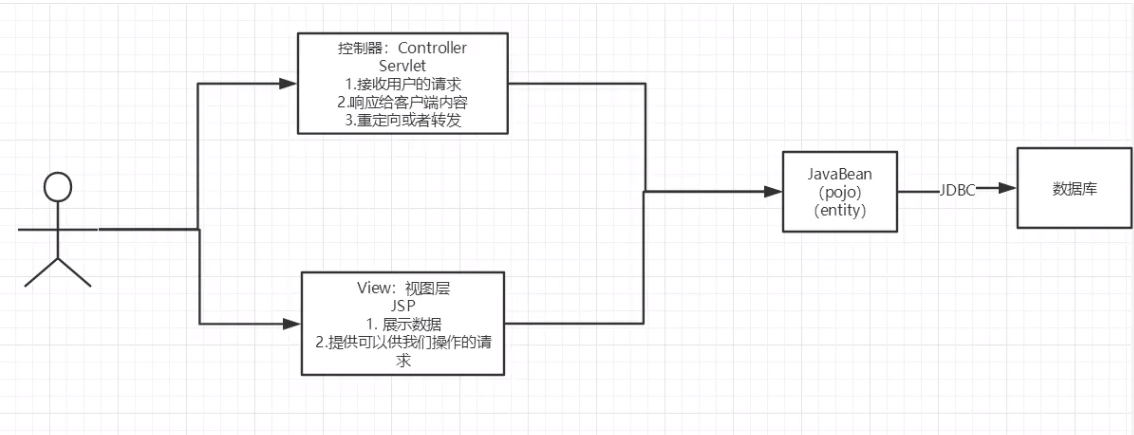 控制器：Controller
Servlet
1.接收用户的请求
2.响应给客户端内容
3.重定向或者转发
View：视图层
JSP
1. 展示数据
2.提供可以供我们操作的请
求
JavaBean
（pojo）
（entity）
JDBC
数据库